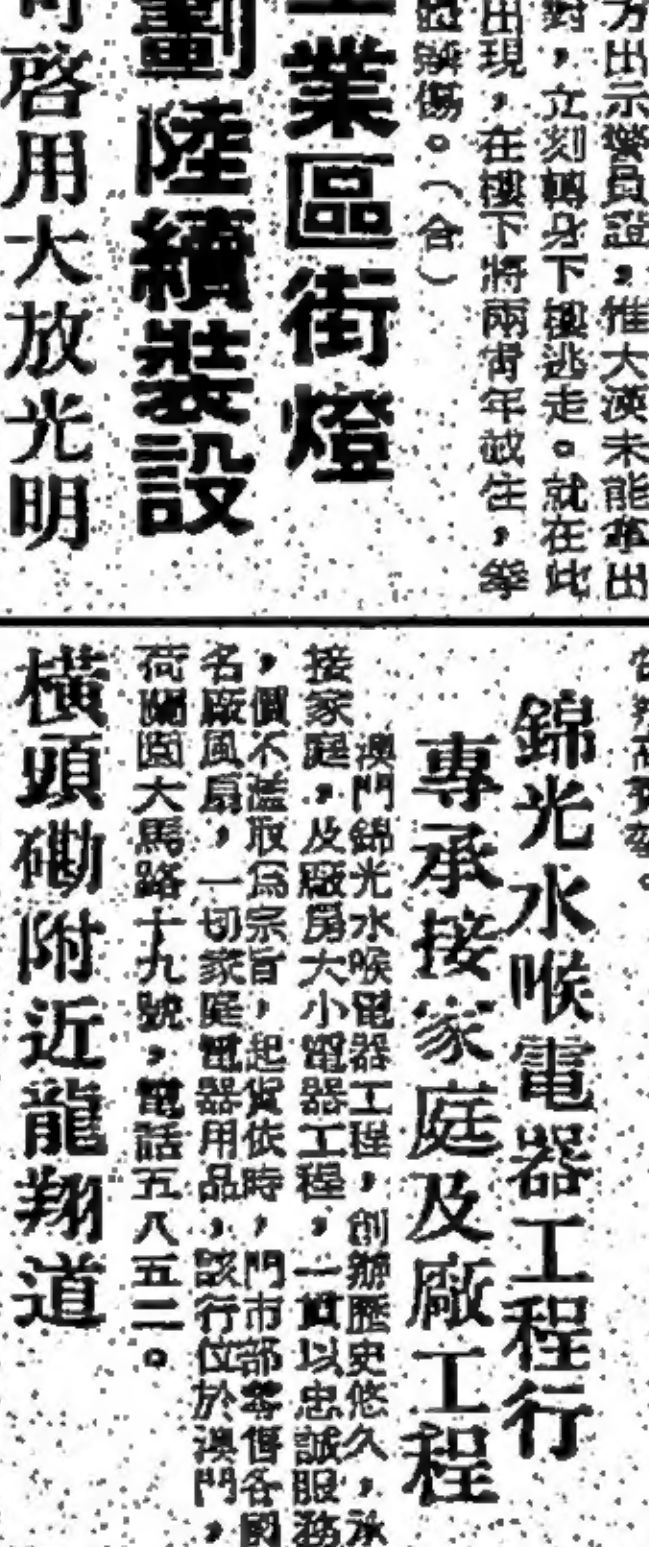 方出示警員證，惟大漢未能拿出
對，立刻轉身下樓逃走。就在此
出現，在樓下將兩青年截住，拳
毆辦傷。（合）
業區街燈
劃陸續裝設
啓用大放光明
錦光水喉電器工程行
專承接家庭及廠工程
澳門錦光水喉電器工程，創辦歷史悠久，承
接家庭，及廠房大小電器工程，一貫以忠誠服務
，價不濫取爲宗旨，起貨依時，門市部零售各國
名廠風扇，一切家庭電器用品，該行位於澳門，
荷蘭園大馬路十九號，電話五八五二。
橫頭磡附近龍翔道